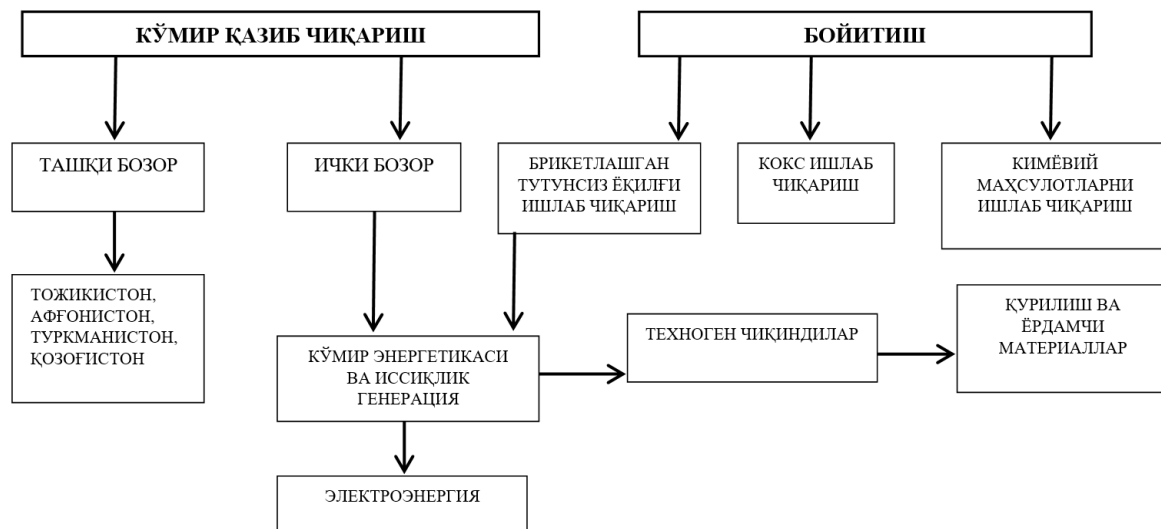 КЎМИР ҚАЗИБ ЧИҚАРИШ
БОЙИТИШ
ТАШҚИ БОЗОР
ИЧКИ БОЗОР
БРИКЕТЛАШГАН
ТУТУНСИЗ ЁҚИЛҒИ
ИШЛАБ ЧИҚАРИШ
КОКС ИШЛАБ
ЧИҚАРИШ
КИМЁВИЙ
МАҲСУЛОТЛАРНИ
ИШЛАБ ЧИҚАРИШ
ТОЖИКИСТОН,
АФҒОНИСТОН,
ТУРКМАНИСТОН,
ҚОЗОҒИСТОН
КЎМИР ЭНЕРГЕТИКАСИ
ВА ИССИҚЛИК
ГЕНЕРАЦИЯ
ТЕХНОГЕН ЧИҚИНДИЛАР
ҚУРИЛИШ ВА
ЁРДАМЧИ
МАТЕРИАЛЛАР
ЭЛЕКТРОЭНЕРГИЯ